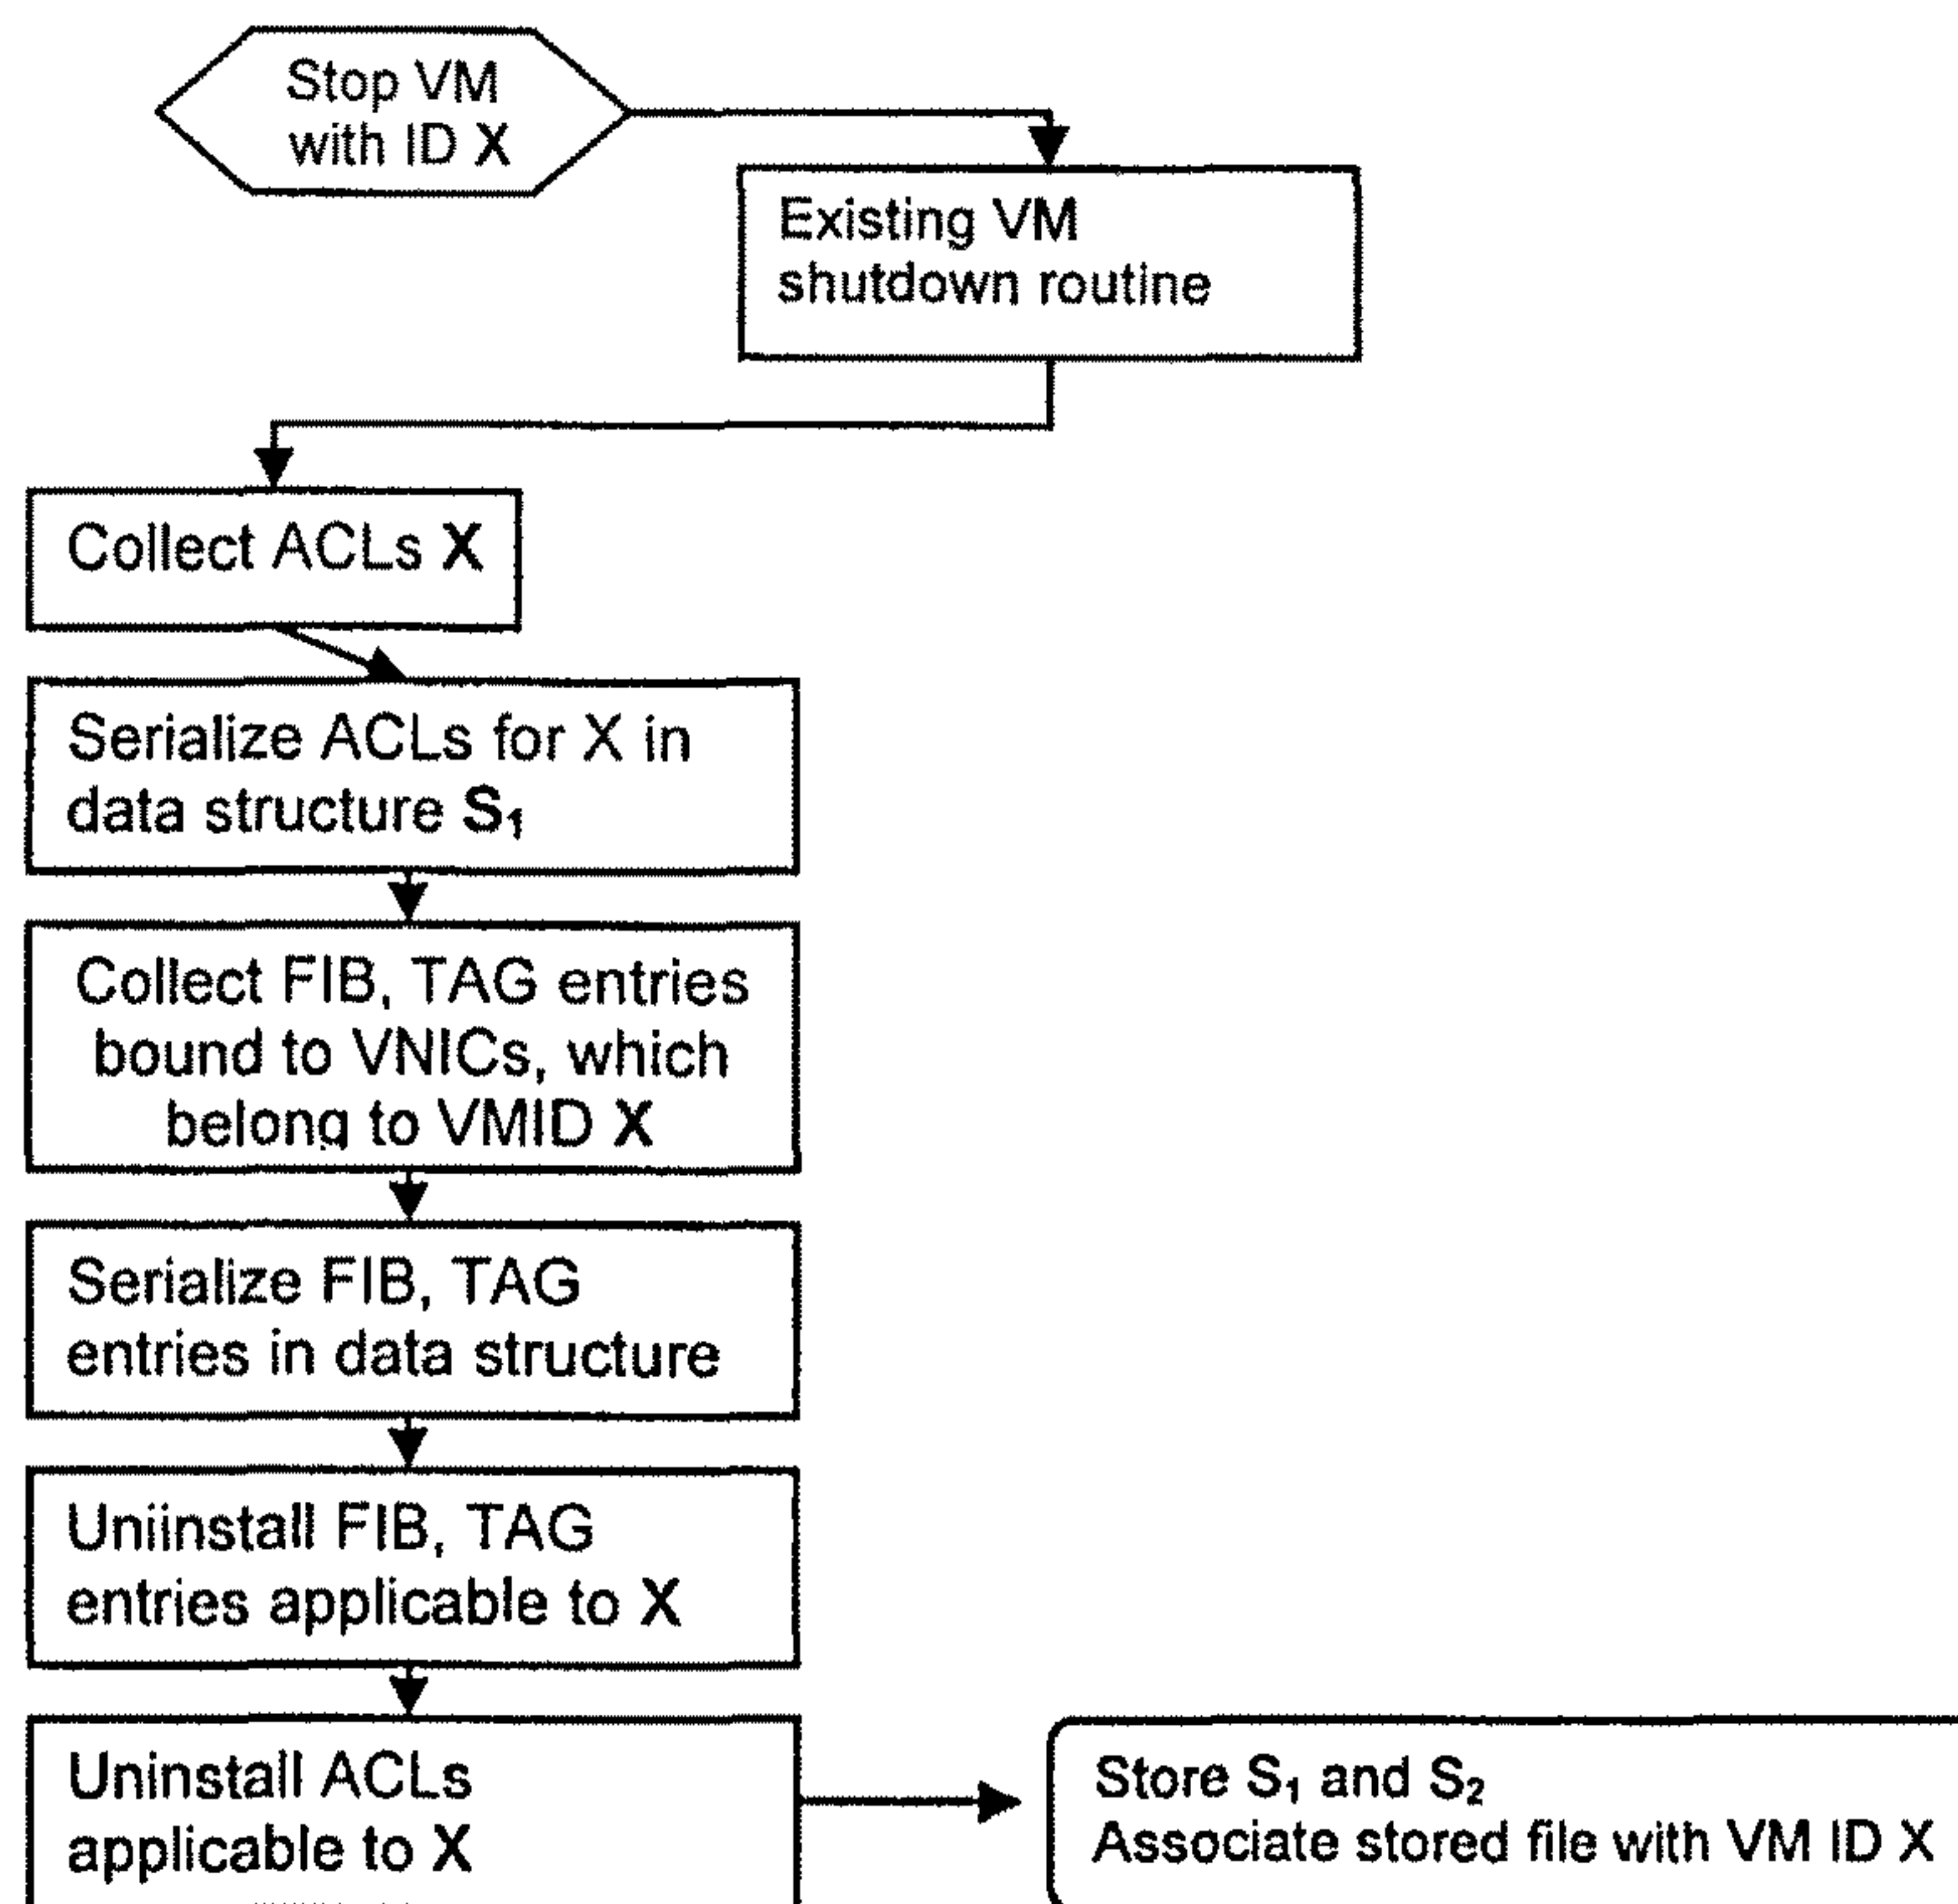 Stop VM
with ID X
Existing VM
shutdown routine
Collect ACLs X
Serialize ACLs for X in
data structure S₁
Collect FIB, TAG entries
bound to VNICs, which
belong to VMID X
Serialize FIB, TAG
entries in data structure
Uniinstall FIB, TAG
entries applicable to X
Uninstall ACLs
applicable to X
Store S₁ and S₂
Associate stored file with VM ID X